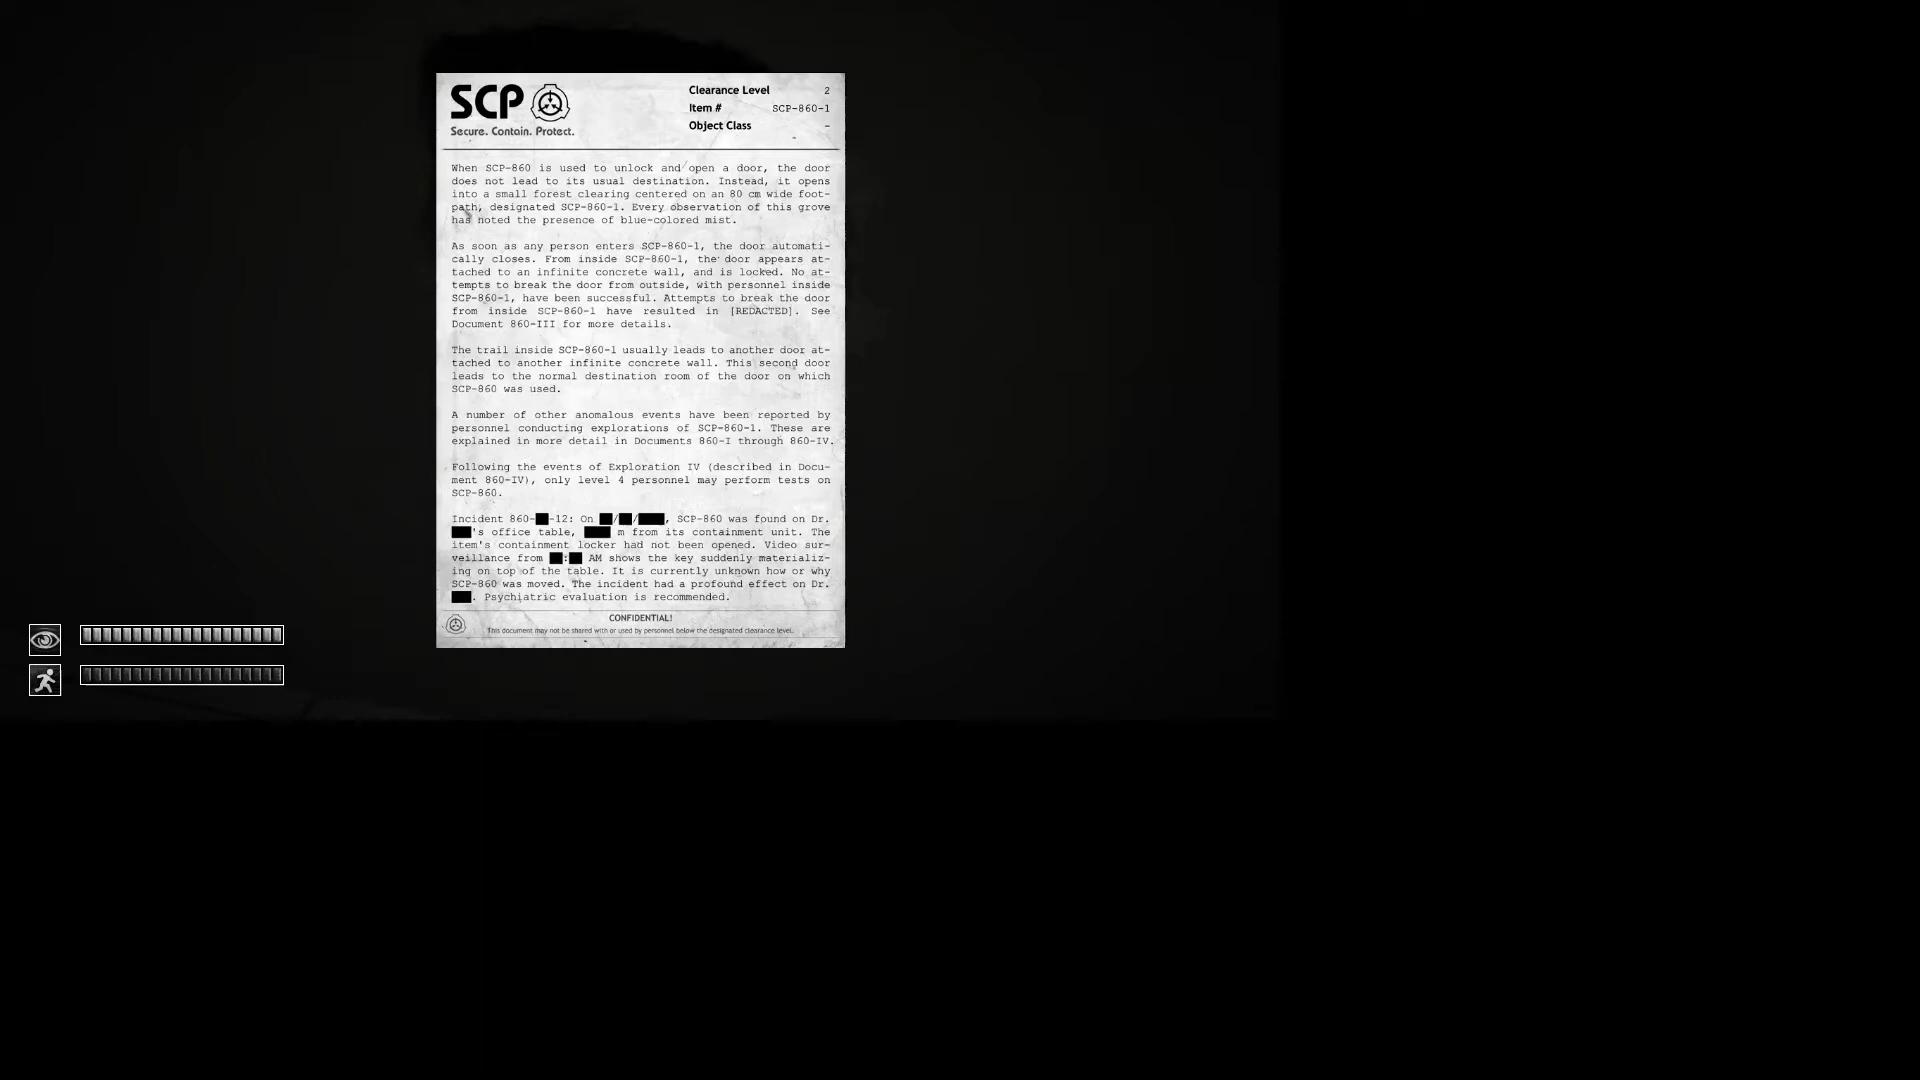 SCP
Secure. Contain. Protect.
Clearance Level 2
Item # SCP-860-1
Object Class -
When SCP-860 is used to unlock and open a door, the door
does not lead to its usual destination. Instead, it opens
into a small forest clearing centered on an 80 cm wide foot-
path, designated SCP-860-1. Every observation of this grove
has noted the presence of blue-colored mist.
As soon as any person enters SCP-860-1, the door automati-
cally closes. From inside SCP-860-1, the door appears at-
tached to an infinite concrete wall, and is locked. No at-
tempts to break the door from outside, with personnel inside
SCP-860-1, have been successful. Attempts to break the door
from inside SCP-860-1 have resulted in [REDACTED]. See
Document 860-III for more details.
The trail inside SCP-860-1 usually leads to another door at-
tached to another infinite concrete wall. This second door
leads to the normal destination room of the door on which
SCP-860 was used.
A number of other anomalous events have been reported by
personnel conducting explorations of SCP-860-1. These are
explained in more detail in Documents 860-I through 860-IV.
Following the events of Exploration IV (described in Docu-
ment 860-IV), only level 4 personnel may perform tests on
SCP-860.
Incident 860-██-12: On ██/██/████, SCP-860 was found on Dr.
███'s office table, ████ m from its containment unit. The
item's containment locker had not been opened. Video sur-
veillance from ██:██ AM shows the key suddenly materializ-
ing on top of the table. It is currently unknown how or why
SCP-860 was moved. The incident had a profound effect on Dr.
███. Psychiatric evaluation is recommended.
CONFIDENTIAL!
This document may not be shared with or used by personnel below the designated clearance level.